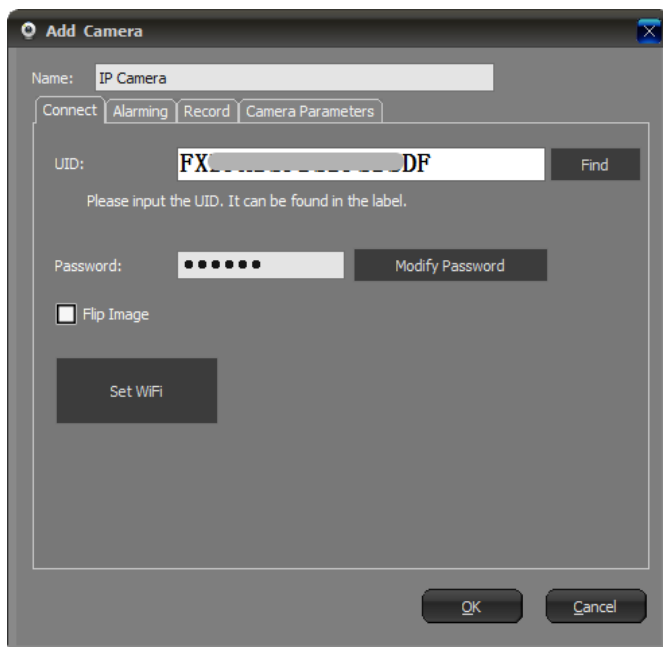 Add Camera
Name: IP Camera
Connect Alarming Record Camera Parameters
UID: Find
Please input the UID. It can be found in the label.
Password: ●●●●●● Modify Password
Flip Image
Set WiFi
OK Cancel